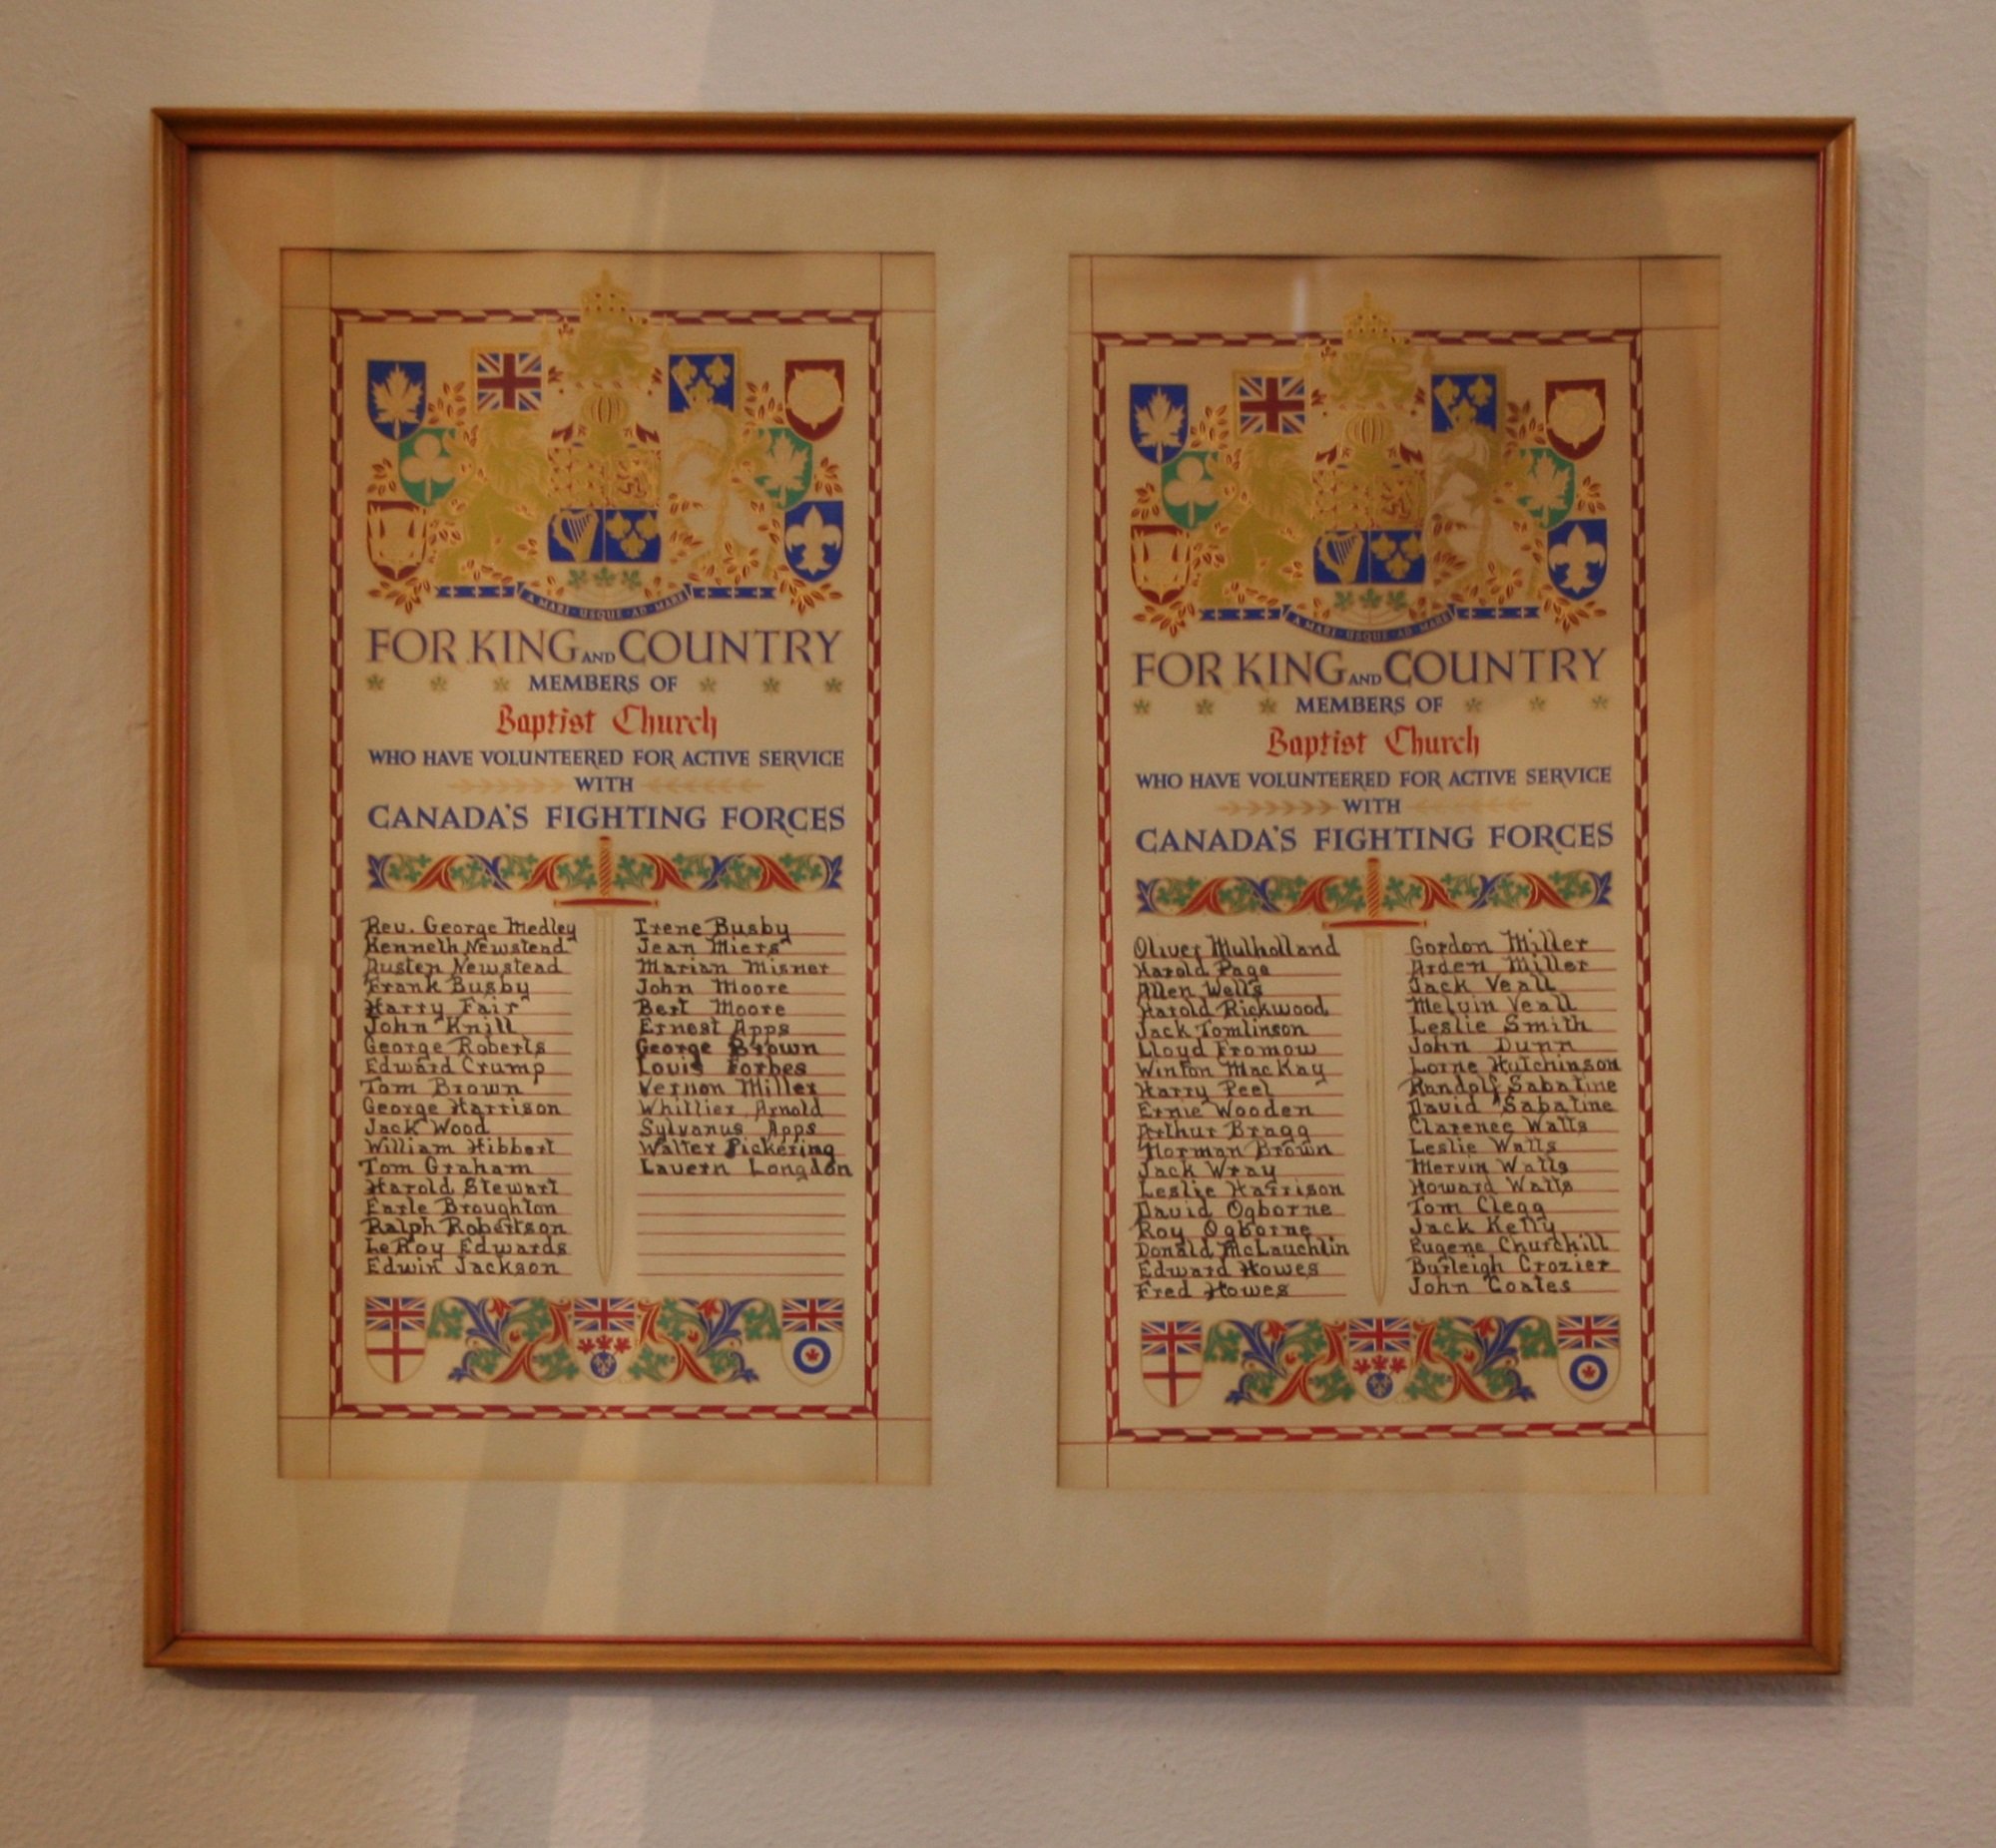 A MARI USQUE AD MARE
FOR KING AND COUNTRY
MEMBERS OF
Baptist Church
WHO HAVE VOLUNTEERED FOR ACTIVE SERVICE
WITH
CANADA'S FIGHTING FORCES
Rev. George Medley
Kenneth Newstead
Austen Newstead
Frank Busby
Harry Fair
John Knill
George Roberts
Edward Crump
Tom Brown
George Harrison
Jack Wood
William Hibbert
Tom Graham
Harold Stewart
Earle Broughton
Ralph Robertson
LeRoy Edwards
Edwin Jackson
Irene Busby
Jean Miers
Marian Misner
John Moore
Bert Moore
Ernest Apps
George Brown
Louis Forbes
Vernon Miller
Whillier Arnold
Sylvanus Apps
Walter Pickering
Lavern Longdon
A MARI USQUE AD MARE
FOR KING AND COUNTRY
MEMBERS OF
Baptist Church
WHO HAVE VOLUNTEERED FOR ACTIVE SERVICE
WITH
CANADA'S FIGHTING FORCES
Oliver Mulholland
Harold Page
Allen Wells
Harold Rickwood
Jack Tomlinson
Lloyd Fromow
Winton MacKay
Harry Peel
Ernie Wooden
Arthur Bragg
Norman Brown
Jack Wray
Leslie Harrison
David Ogborne
Roy Ogborne
Donald McLauchlin
Edward Howes
Fred Howes
Gordon Miller
Arden Miller
Jack Veall
Melvin Veall
Leslie Smith
John Dunn
Lorne Hutchinson
Randolf Sabatine
David Sabatine
Clarence Watts
Leslie Watts
Mervin Watts
Howard Watts
Tom Clegg
Jack Kelly
Eugene Churchill
Burleigh Crozier
John Coates